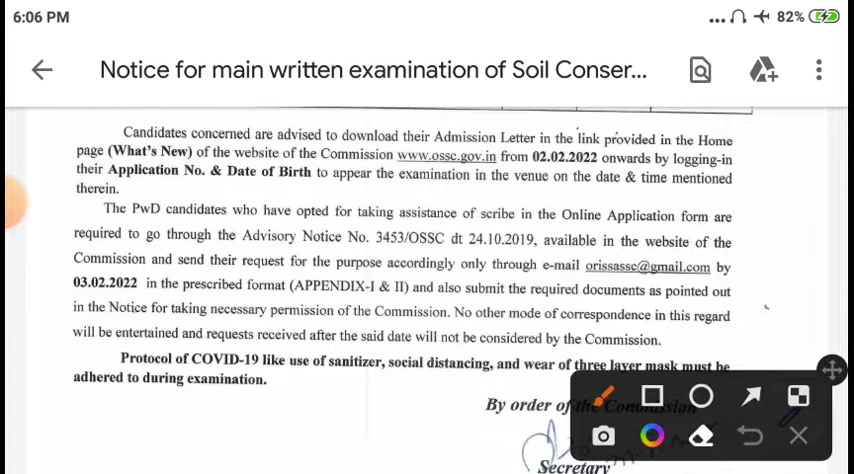 6:06 PM
82%
Notice for main written examination of Soil Conser...
Candidates concerned are advised to download their Admission Letter in the link provided in the Home
page (What's New) of the website of the Commission www.ossc.gov.in from 02.02.2022 onwards by logging-in
their Application No. & Date of Birth to appear the examination in the venue on the date & time mentioned
therein.
The PwD candidates who have opted for taking assistance of scribe in the Online Application form are
required to go through the Advisory Notice No. 3453/OSSC dt 24.10.2019, available in the website of the
Commission and send their request for the purpose accordingly only through e-mail orissassc@gmail.com by
03.02.2022 in the prescribed format (APPENDIX-I & II) and also submit the required documents as pointed out
in the Notice for taking necessary permission of the Commission. No other mode of correspondence in this regard
will be entertained and requests received after the said date will not be considered by the Commission.
Protocol of COVID-19 like use of sanitizer, social distancing, and wear of three layer mask must be
adhered to during examination.
By order of the Commission
Secretary